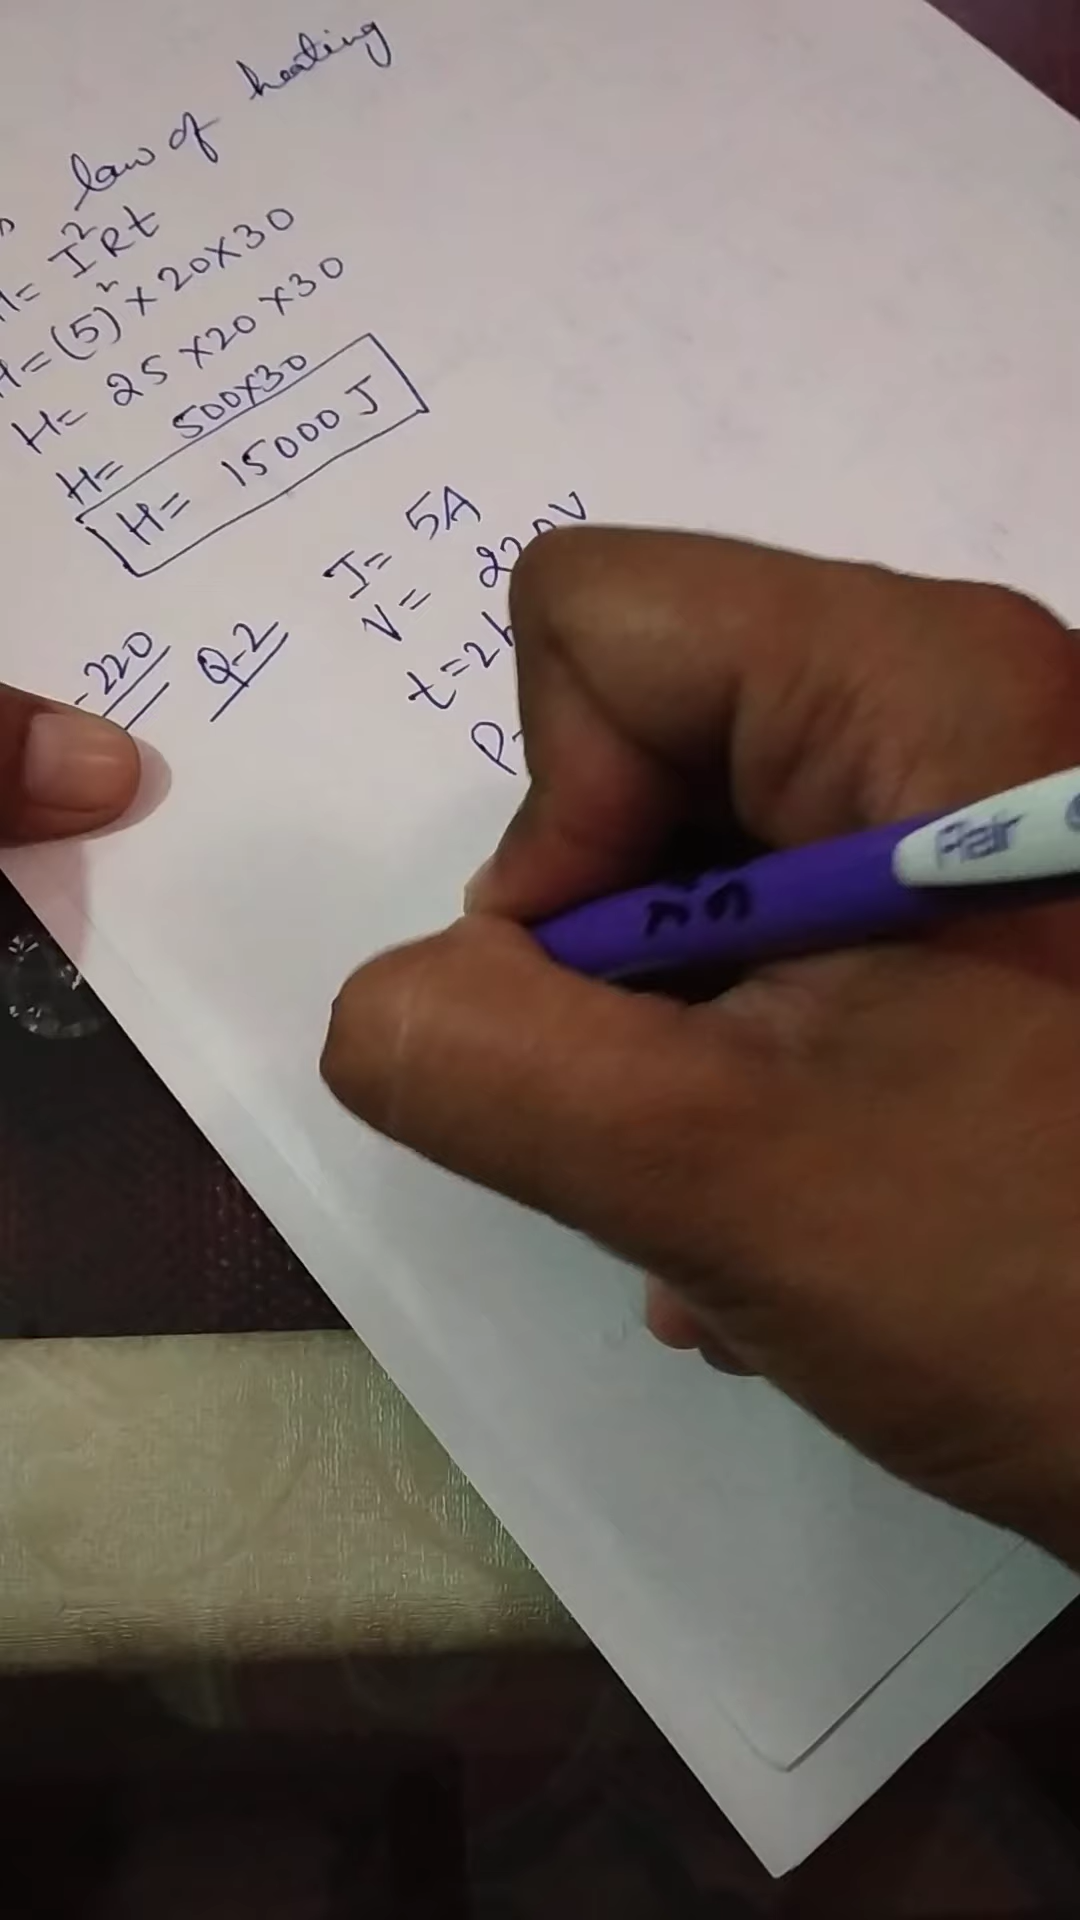 law of heating
H= I²Rt
H= (5)² × 20 × 30
H= 25 × 20 × 30
H= 500×30
H= 15000 J
-220 Q-2 I= 5A
V= 220V
t=2h
P-
Flair